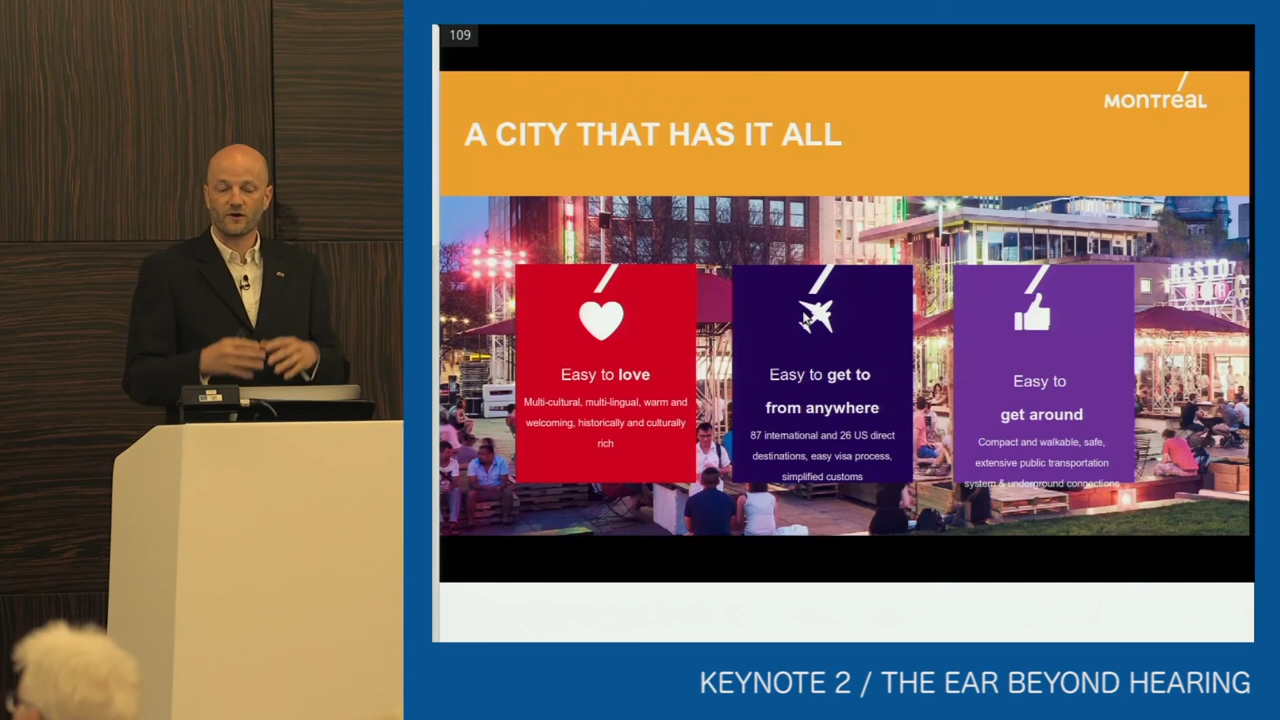 109
MONTRéAL
A CITY THAT HAS IT ALL
RESTO
Easy to love
Multi-cultural, multi-lingual, warm and
welcoming, historically and culturally
rich
Easy to get to
from anywhere
87 international and 26 US direct
destinations, easy visa process,
simplified customs
Easy to
get around
Compact and walkable, safe,
extensive public transportation
system & underground connections
KEYNOTE 2 / THE EAR BEYOND HEARING